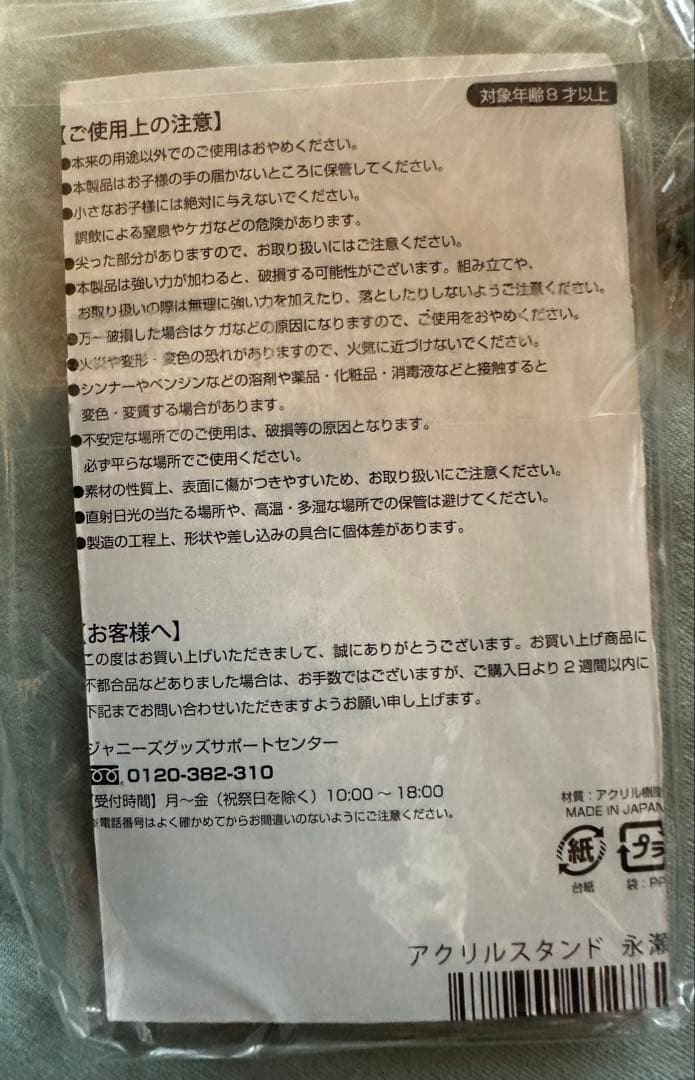 対象年齢8才以上
【ご使用上の注意】
●本来の用途以外でのご使用はおやめください。
●本製品はお子様の手の届かないところに保管してください。
●小さなお子様には絶対に与えないでください。
誤飲による窒息やケガなどの危険があります。
●尖った部分がありますので、お取り扱いにはご注意ください。
●本製品は強い力が加わると、破損する可能性がございます。組み立てや、
お取り扱いの際は無理に強い力を加えたり、落としたりしないようご注意ください。
●万一破損した場合はケガなどの原因になりますので、ご使用をおやめください。
●火災や変形・変色の恐れがありますので、火気に近づけないでください。
●シンナーやベンジンなどの溶剤や薬品・化粧品・消毒液などと接触すると
変色・変質する場合があります。
●不安定な場所でのご使用は、破損等の原因となります。
必ず平らな場所でご使用ください。
●素材の性質上、表面に傷がつきやすいため、お取り扱いにご注意ください。
●直射日光の当たる場所や、高温・多湿な場所での保管は避けてください。
●製造の工程上、形状や差し込みの具合に個体差があります。
【お客様へ】
この度はお買い上げいただきまして、誠にありがとうございます。お買い上げ商品に
不都合品などありました場合は、お手数ではございますが、ご購入日より2週間以内に
下記までお問い合わせいただきますようお願い申し上げます。
ジャニーズグッズサポートセンター
0120-382-310
【受付時間】月〜金（祝祭日を除く）10:00〜18:00
※電話番号はよく確かめてからお間違いのないようにご注意ください。
材質：アクリル樹脂
MADE IN JAPAN
紙 プラ
台紙 袋：PP
アクリルスタンド 永瀬